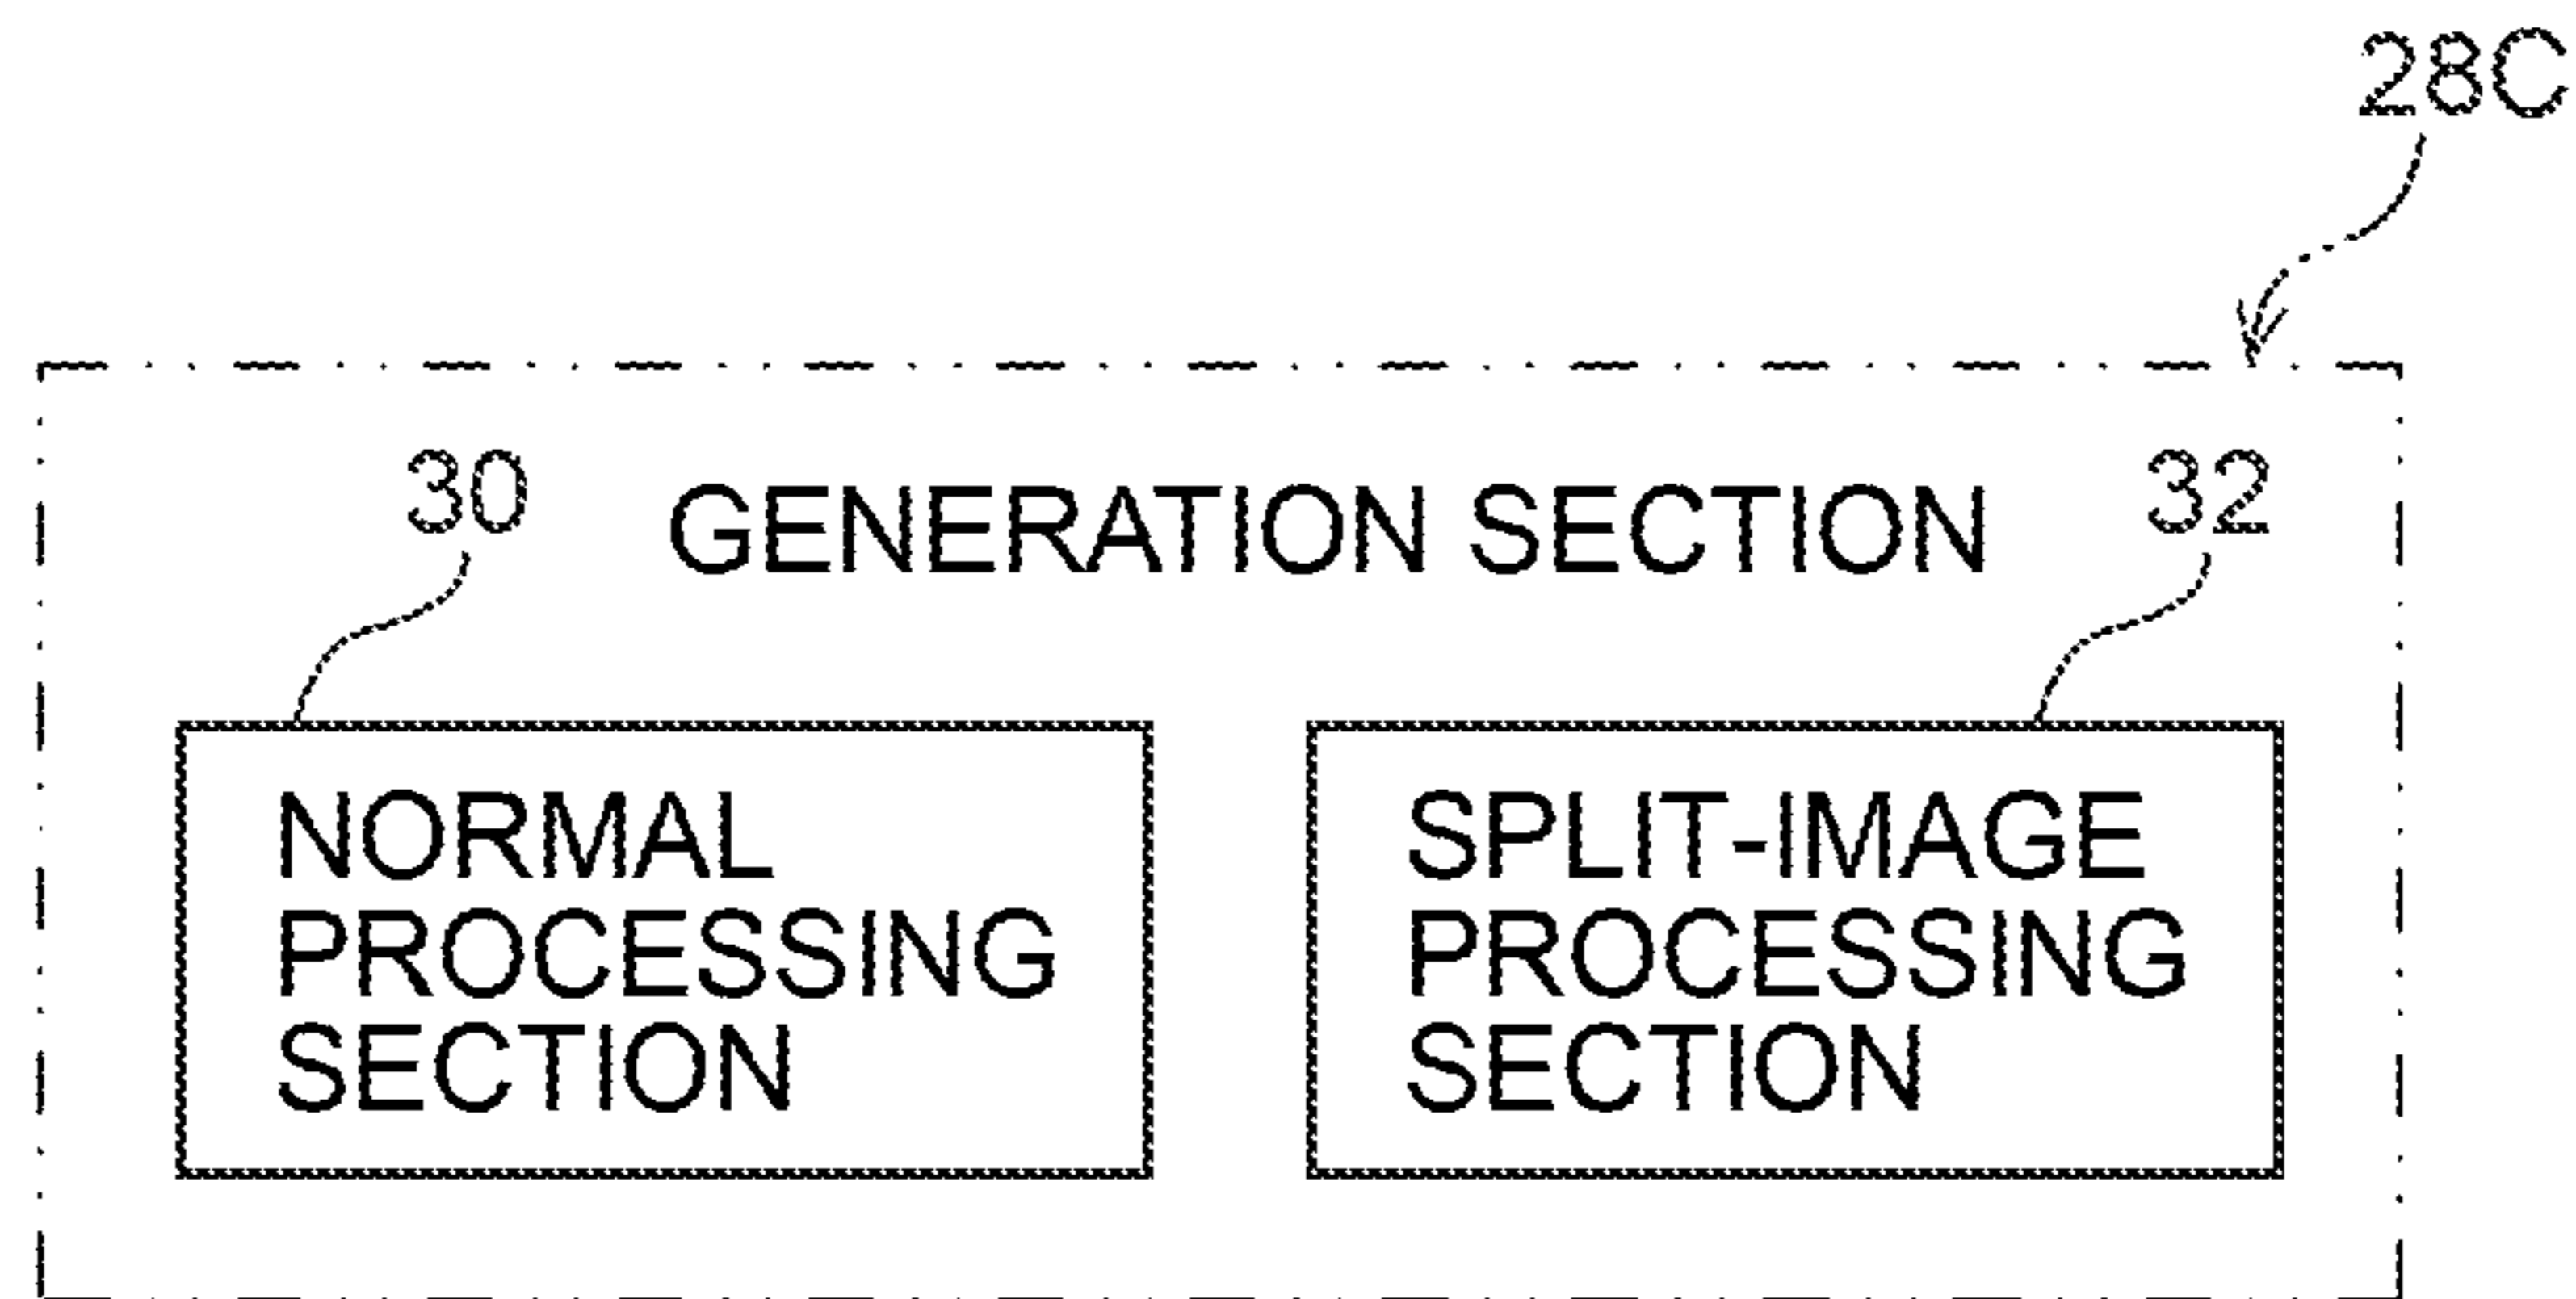 28C
30
GENERATION SECTION
32
NORMAL
PROCESSING
SECTION
SPLIT-IMAGE
PROCESSING
SECTION